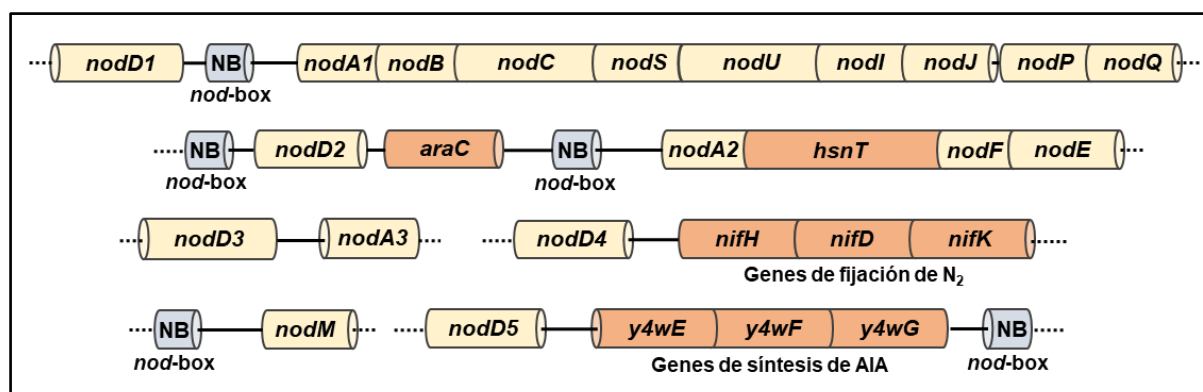 nodD1 NB nodA1 nodB nodC nodS nodU nodI nodJ nodP nodQ
nod-box
NB nodD2 araC NB nodA2 hsnT nodF nodE
nod-box nod-box
nodD3 nodA3 nodD4 nifH nifD nifK
Genes de fijación de N₂
NB nodM nodD5 y4wE y4wF y4wG NB
nod-box Genes de síntesis de AIA nod-box